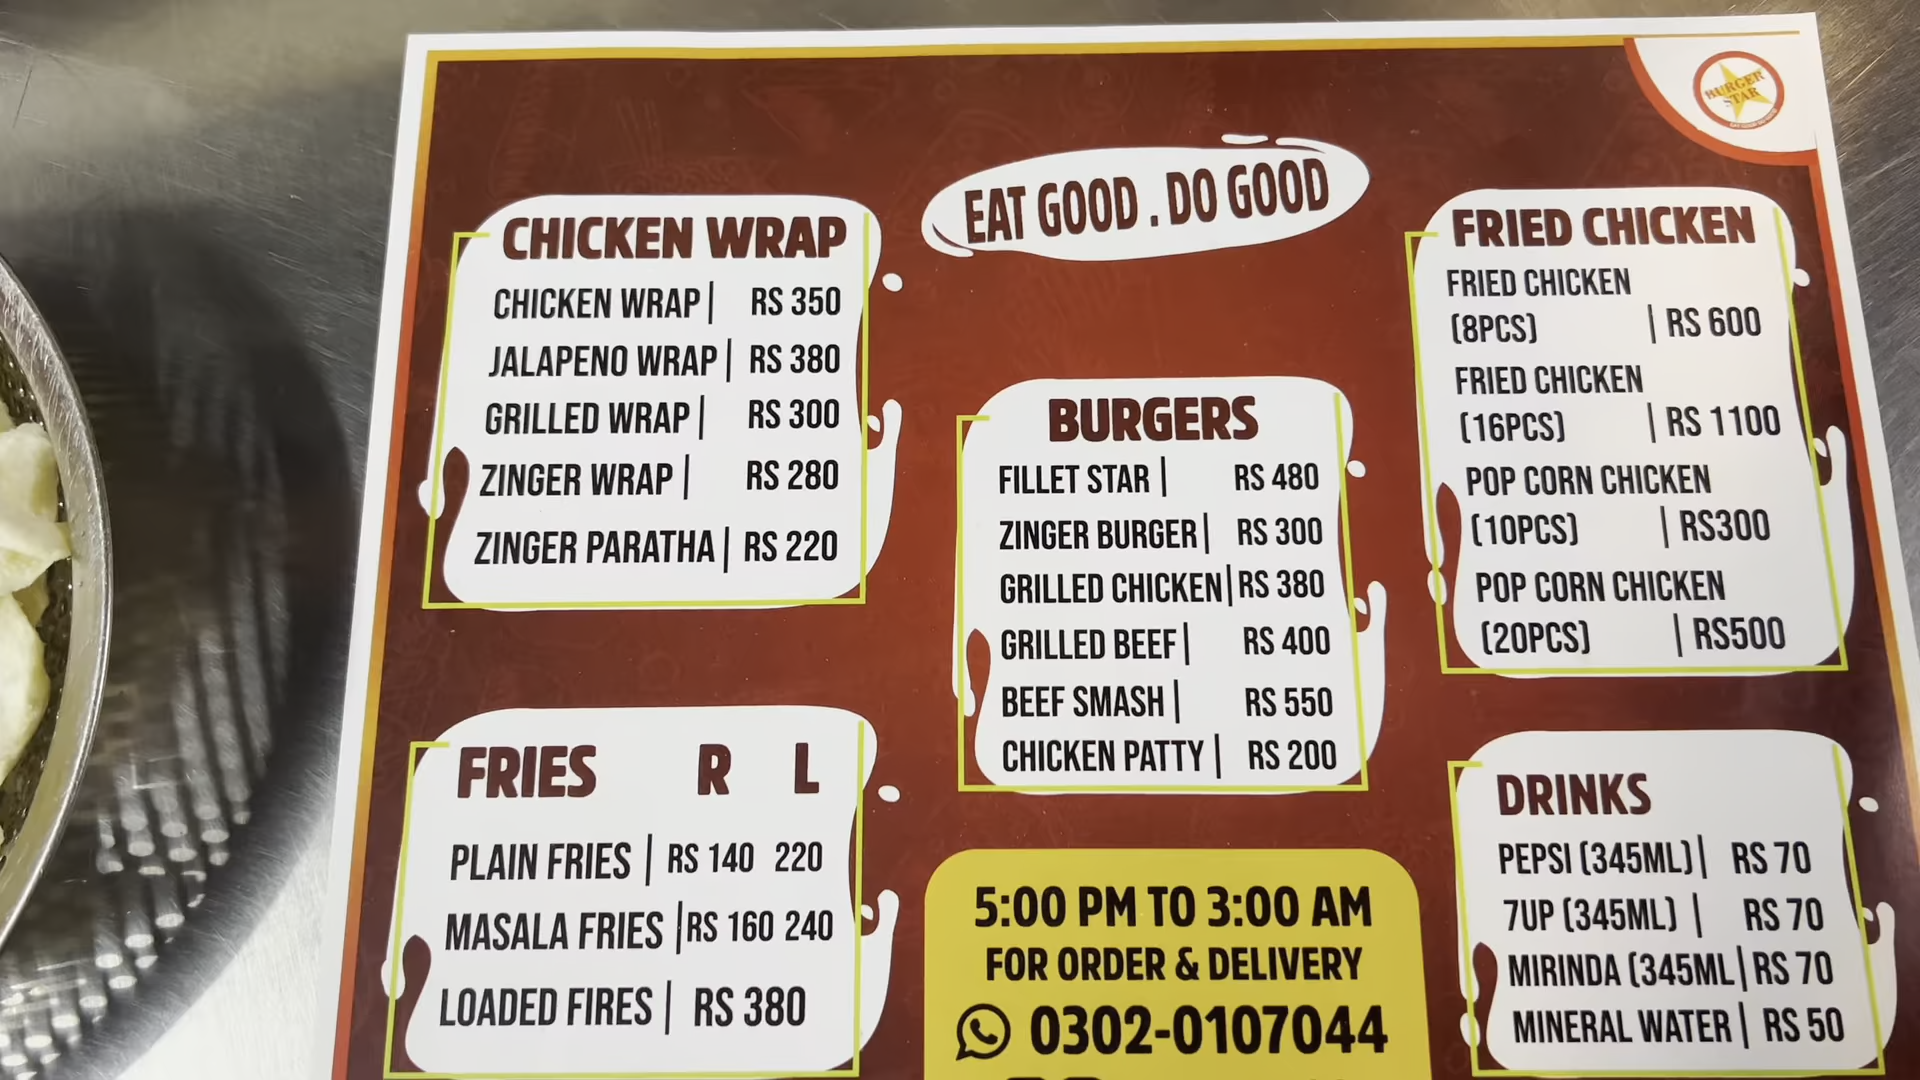 BURGER
STAR
EAT GOOD . DO GOOD
CHICKEN WRAP
CHICKEN WRAP | RS 350
JALAPENO WRAP | RS 380
GRILLED WRAP | RS 300
ZINGER WRAP | RS 280
ZINGER PARATHA | RS 220
FRIES R L
PLAIN FRIES | RS 140 220
MASALA FRIES | RS 160 240
LOADED FIRES | RS 380
BURGERS
FILLET STAR | RS 480
ZINGER BURGER | RS 300
GRILLED CHICKEN | RS 380
GRILLED BEEF | RS 400
BEEF SMASH | RS 550
CHICKEN PATTY | RS 200
5:00 PM TO 3:00 AM
FOR ORDER & DELIVERY
0302-0107044
FRIED CHICKEN
FRIED CHICKEN
(8PCS) | RS 600
FRIED CHICKEN
(16PCS) | RS 1100
POP CORN CHICKEN
(10PCS) | RS300
POP CORN CHICKEN
(20PCS) | RS500
DRINKS
PEPSI (345ML) | RS 70
7UP (345ML) | RS 70
MIRINDA (345ML | RS 70
MINERAL WATER | RS 50